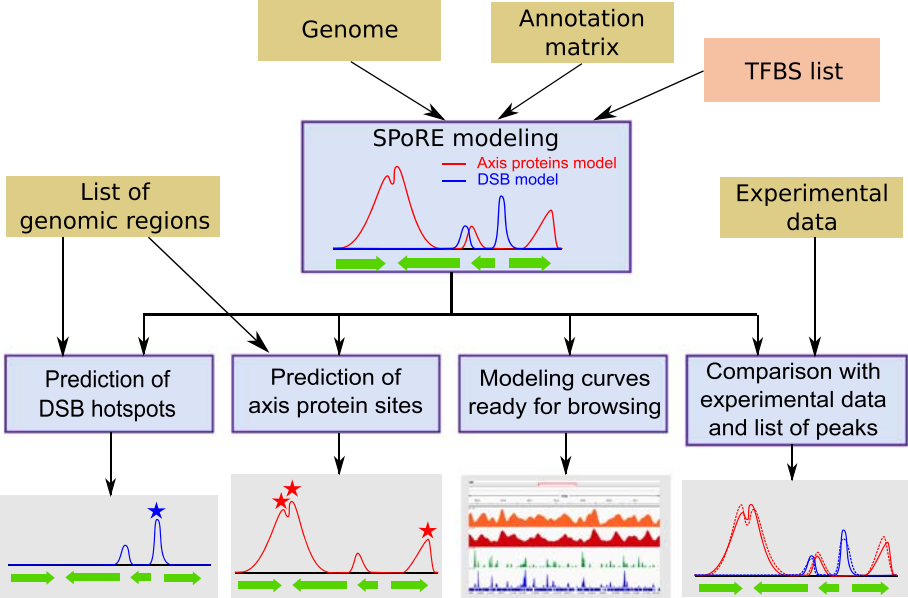 Genome
Annotation
matrix
TFBS list
SPoRE modeling
Axis proteins model
DSB model
List of
genomic regions
Experimental
data
Prediction of
DSB hotspots
Prediction of
axis protein sites
Modeling curves
ready for browsing
Comparison with
experimental data
and list of peaks